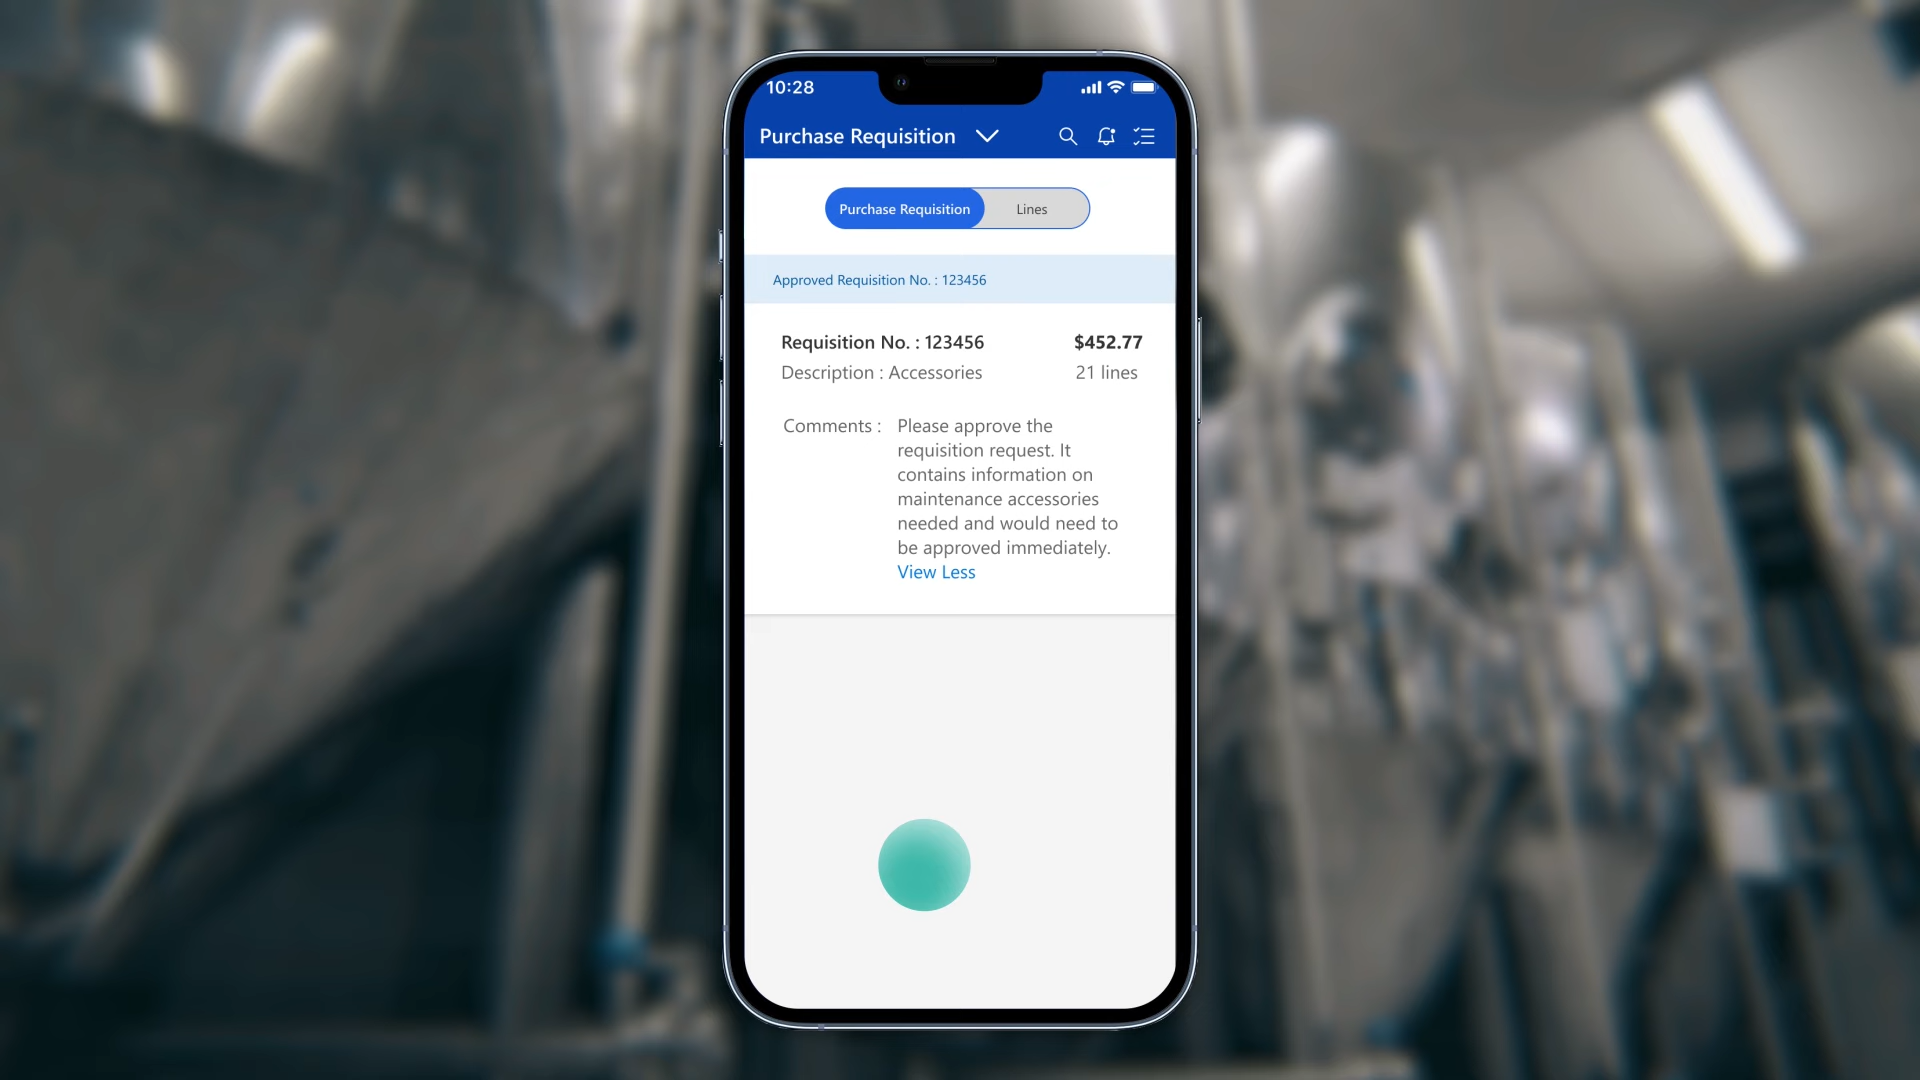 10:28
Purchase Requisition
Purchase Requisition Lines
Approved Requisition No. : 123456
Requisition No. : 123456 $452.77
Description : Accessories 21 lines
Comments : Please approve the
requisition request. It
contains information on
maintenance accessories
needed and would need to
be approved immediately.
View Less